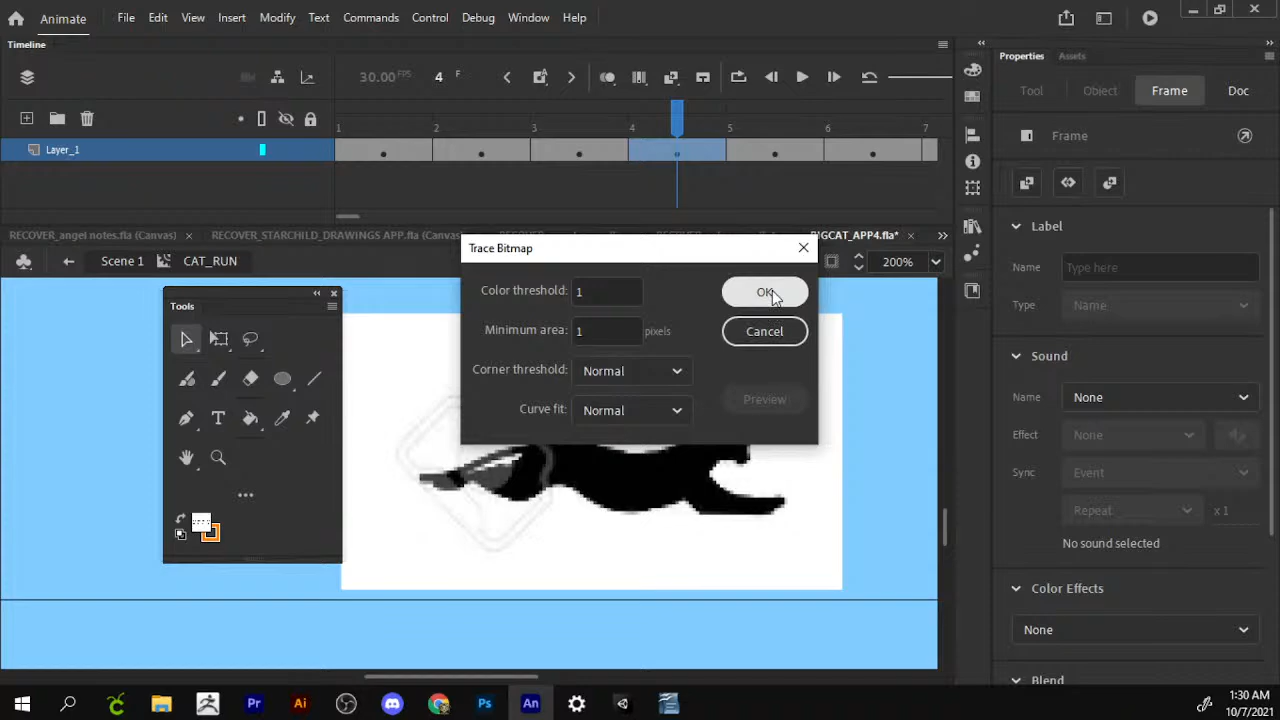 Animate File Edit View Insert Modify Text Commands Control Debug Window Help
Timeline
30.00 FPS 4 F
1 2 3 4 5 6 7
Layer_1
RECOVER_angel notes.fla (Canvas) × RECOVER_STARCHILD_DRAWINGS APP.fla (Canvas) BIGCAT_APP4.fla* ×
Scene 1 CAT_RUN 200%
Tools
Trace Bitmap
Color threshold: 1 OK
Minimum area: 1 pixels Cancel
Corner threshold: Normal
Curve fit: Normal Preview
Properties Assets
Tool Object Frame Doc
Frame
Label
Name Type here
Type Name
Sound
Name None
Effect None
Sync Event
Repeat x 1
No sound selected
Color Effects
None
Blend
Pr Ai Ps An
1:30 AM
10/7/2021